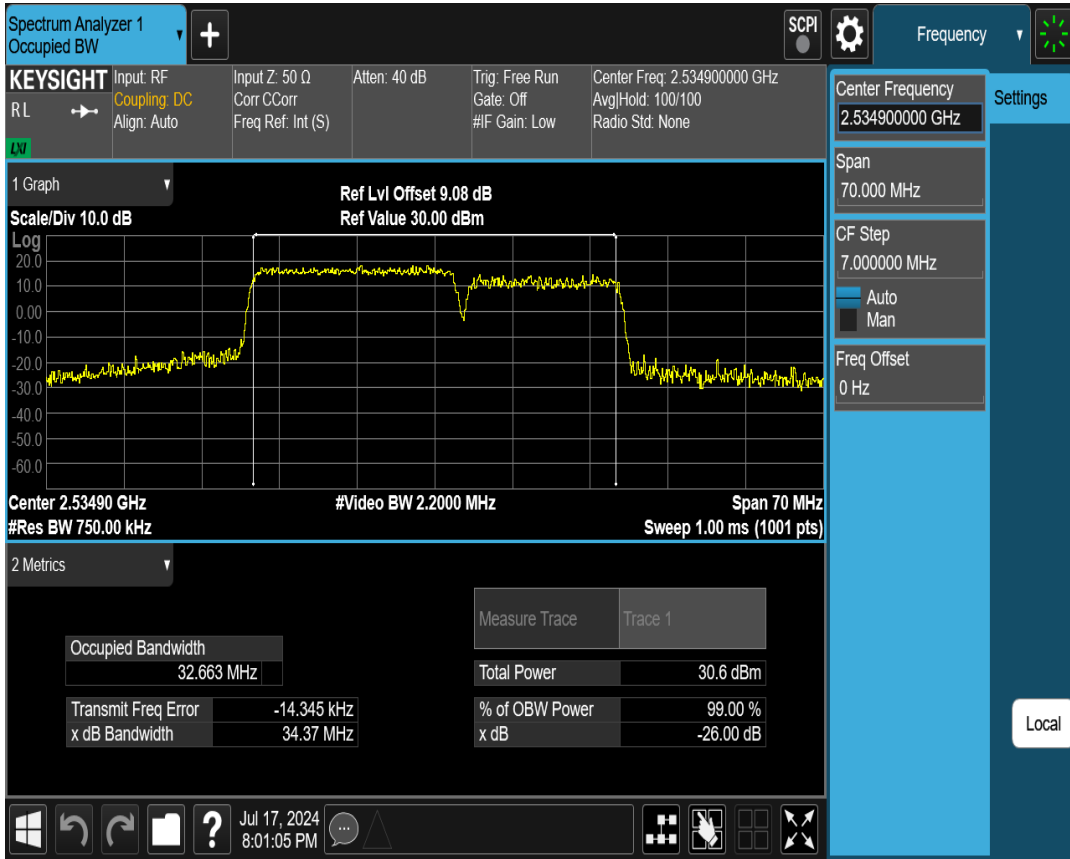 Spectrum Analyzer 1
Occupied BW
+
SCPI
Frequency
KEYSIGHT
RL
LXI
Input: RF
Coupling: DC
Align: Auto
Input Z: 50 Ω
Corr CCorr
Freq Ref: Int (S)
Atten: 40 dB
Trig: Free Run
Gate: Off
#IF Gain: Low
Center Freq: 2.534900000 GHz
Avg|Hold: 100/100
Radio Std: None
Center Frequency
2.534900000 GHz
Settings
Span
70.000 MHz
CF Step
7.000000 MHz
Auto
Man
Freq Offset
0 Hz
Local
1 Graph
Ref Lvl Offset 9.08 dB
Scale/Div 10.0 dB
Ref Value 30.00 dBm
Log
20.0
10.0
0.00
-10.0
-20.0
-30.0
-40.0
-50.0
-60.0
Center 2.53490 GHz
#Video BW 2.2000 MHz
Span 70 MHz
#Res BW 750.00 kHz
Sweep 1.00 ms (1001 pts)
2 Metrics
Measure Trace
Trace 1
Occupied Bandwidth
32.663 MHz
Total Power
30.6 dBm
Transmit Freq Error
-14.345 kHz
% of OBW Power
99.00 %
x dB Bandwidth
34.37 MHz
x dB
-26.00 dB
?
Jul 17, 2024
8:01:05 PM